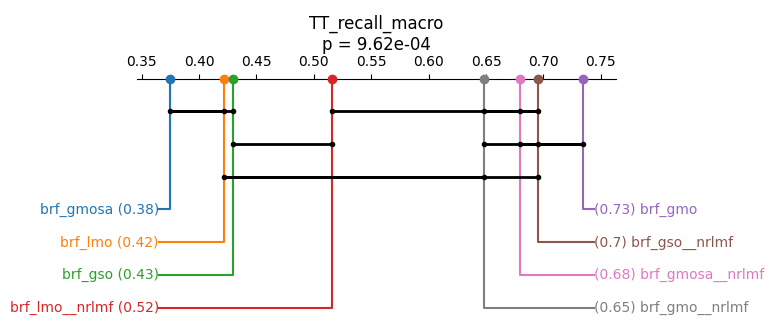 TT_recall_macro
p = 9.62e-04
0.35 0.40 0.45 0.50 0.55 0.60 0.65 0.70 0.75
brf_gmosa (0.38) (0.73) brf_gmo
brf_lmo (0.42) (0.7) brf_gso__nrlmf
brf_gso (0.43) (0.68) brf_gmosa__nrlmf
brf_lmo__nrlmf (0.52) (0.65) brf_gmo__nrlmf